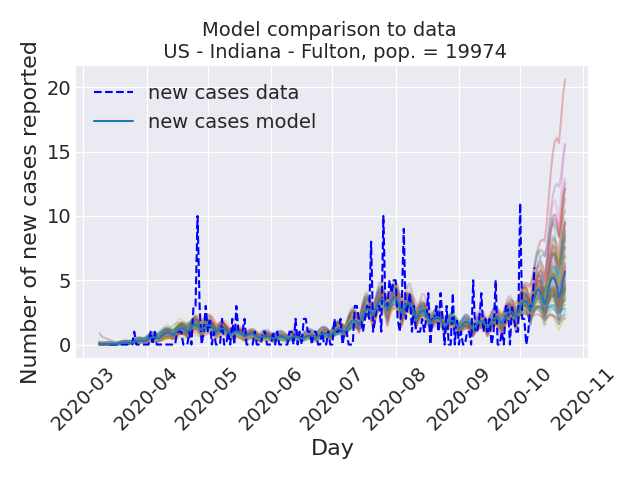 Model comparison to data
US - Indiana - Fulton, pop. = 19974
Number of new cases reported
20
15
10
5
0
new cases data
new cases model
2020-03
2020-04
2020-05
2020-06
2020-07
2020-08
2020-09
2020-10
2020-11
Day